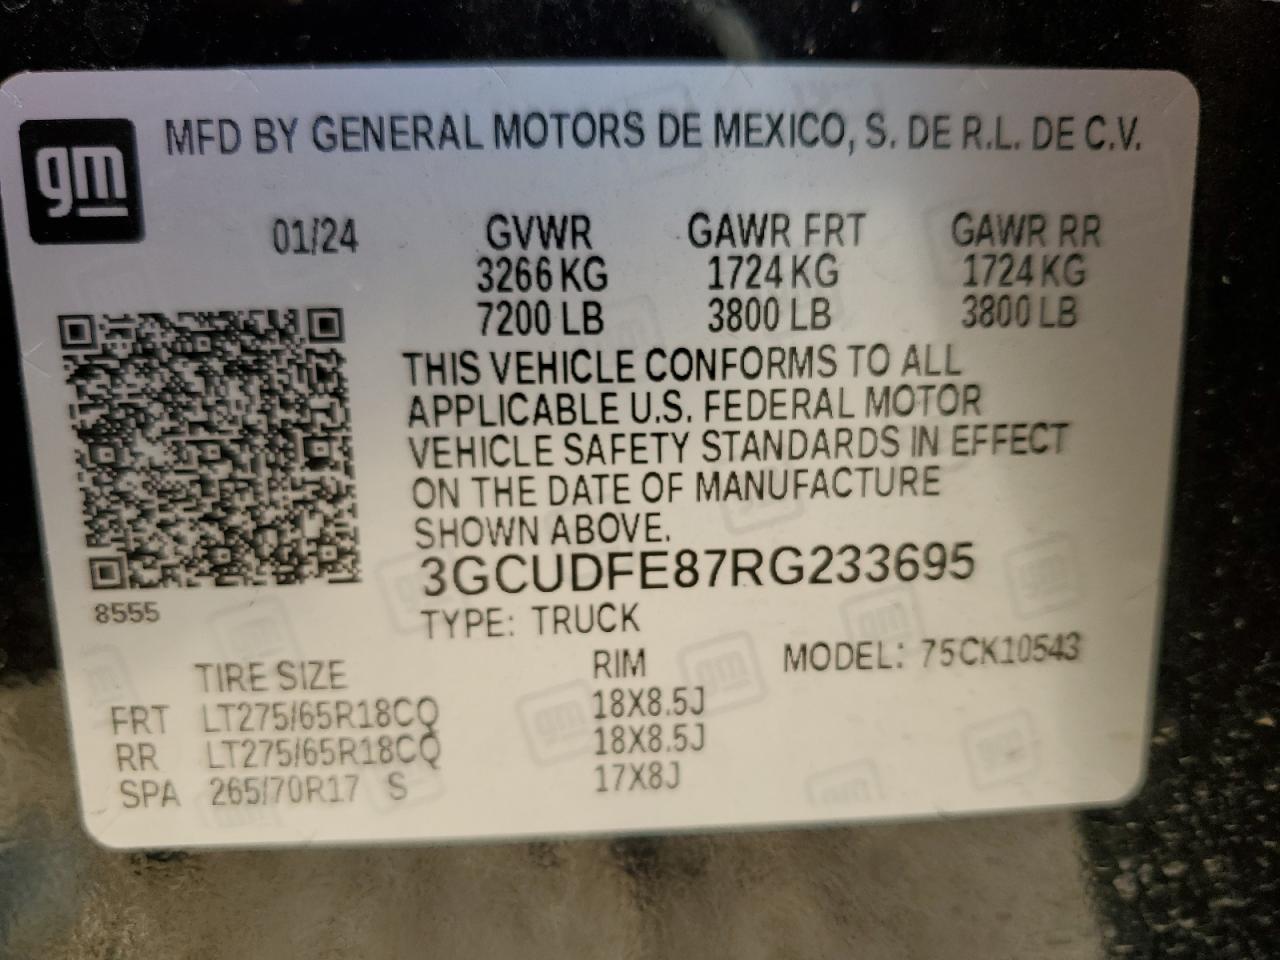 gm
MFD BY GENERAL MOTORS DE MEXICO, S. DE R.L. DE C.V.
01/24 GVWR GAWR FRT GAWR RR
3266 KG 1724 KG 1724 KG
7200 LB 3800 LB 3800 LB
THIS VEHICLE CONFORMS TO ALL
APPLICABLE U.S. FEDERAL MOTOR
VEHICLE SAFETY STANDARDS IN EFFECT
ON THE DATE OF MANUFACTURE
SHOWN ABOVE.
3GCUDFE87RG233695
8555
TYPE: TRUCK
TIRE SIZE RIM MODEL: 75CK10543
FRT LT275/65R18CQ 18X8.5J
RR LT275/65R18CQ 18X8.5J
SPA 265/70R17 S 17X8J